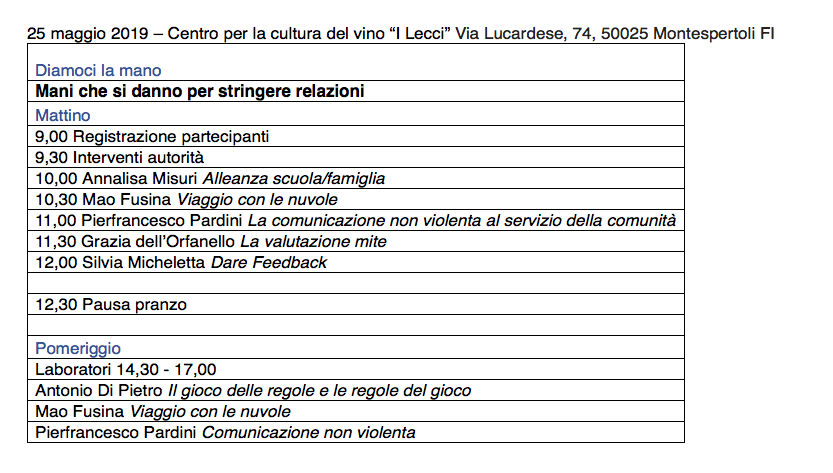 25 maggio 2019 – Centro per la cultura del vino “I Lecci” Via Lucardese, 74, 50025 Montespertoli FI
Diamoci la mano
Mani che si danno per stringere relazioni
Mattino
9,00 Registrazione partecipanti
9,30 Interventi autorità
10,00 Annalisa Misuri Alleanza scuola/famiglia
10,30 Mao Fusina Viaggio con le nuvole
11,00 Pierfrancesco Pardini La comunicazione non violenta al servizio della comunità
11,30 Grazia dell’Orfanello La valutazione mite
12,00 Silvia Micheletta Dare Feedback
12,30 Pausa pranzo
Pomeriggio
Laboratori 14,30 - 17,00
Antonio Di Pietro Il gioco delle regole e le regole del gioco
Mao Fusina Viaggio con le nuvole
Pierfrancesco Pardini Comunicazione non violenta